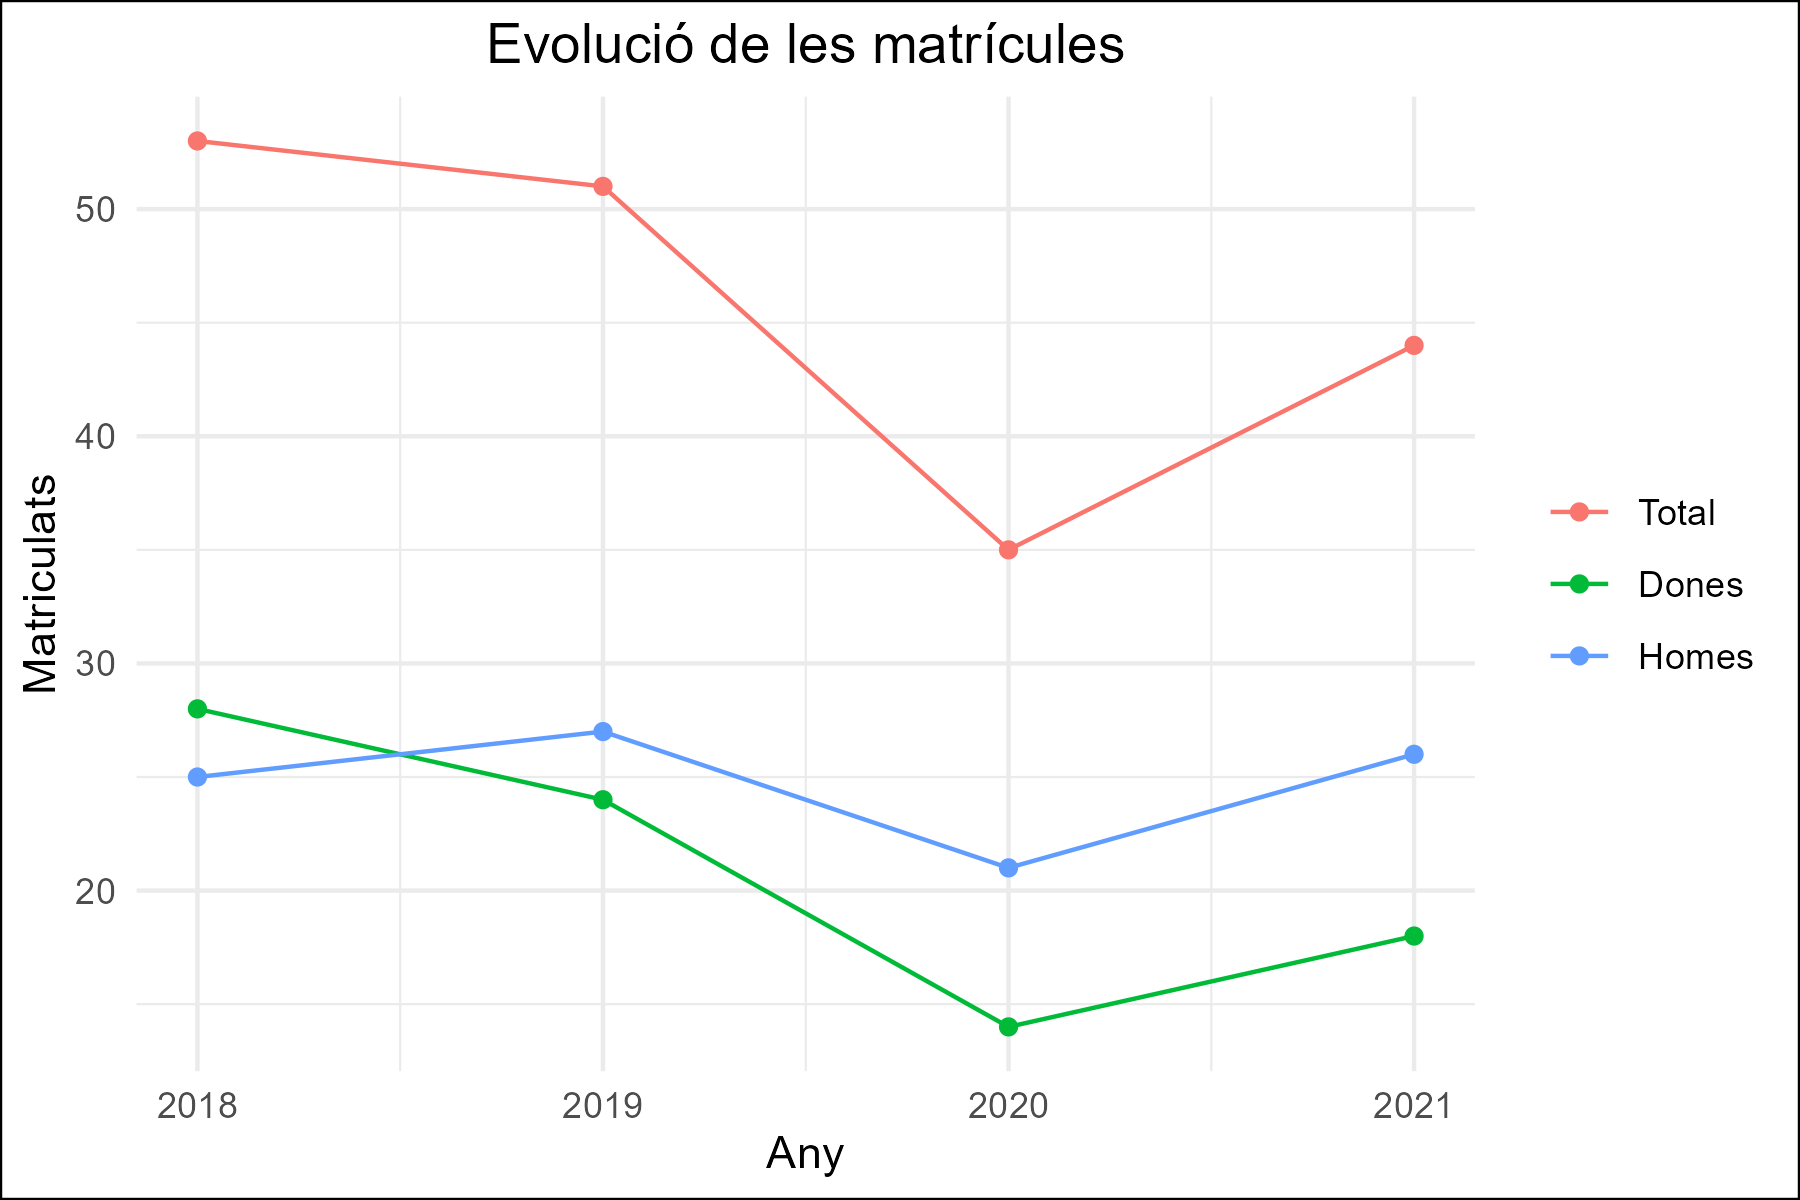 Evolució de les matrícules
50
40
30
20
Matriculats
2018 2019 2020 2021
Any
Total
Dones
Homes